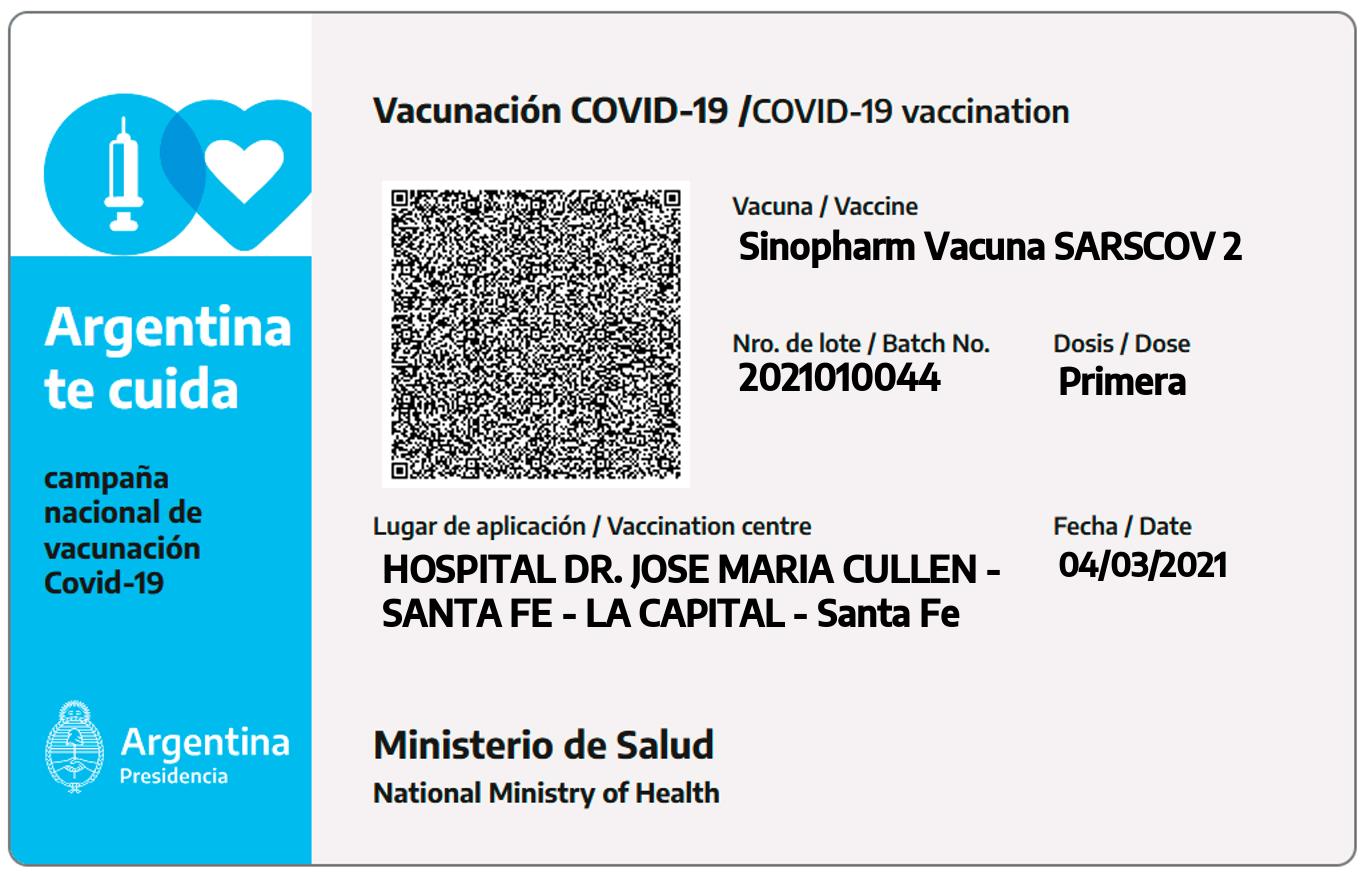 Vacunación COVID-19 /COVID-19 vaccination
Vacuna / Vaccine
Sinopharm Vacuna SARSCOV 2
Nro. de lote / Batch No.
2021010044
Dosis / Dose
Primera
Lugar de aplicación / Vaccination centre
HOSPITAL DR. JOSE MARIA CULLEN -
SANTA FE - LA CAPITAL - Santa Fe
Fecha / Date
04/03/2021
Ministerio de Salud
National Ministry of Health
Argentina
te cuida
campaña
nacional de
vacunación
Covid-19
Argentina
Presidencia